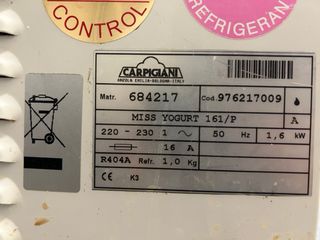 CONTROL
REFRIGERAN
CARPIGIANI
ANZOLA EMILIA-BOLOGNA-ITALY
Matr. 684217 Cod. 976217009
MISS YOGURT 161/P A
220 - 230 1 ~ 50 Hz 1,6 kW
16 A
R404A Refr. 1,0 Kg
CE K3